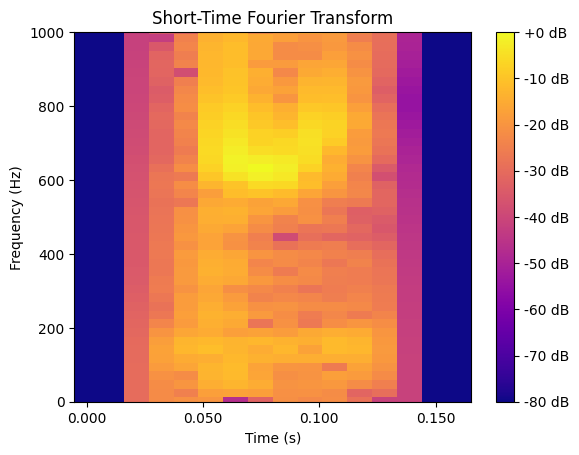 Short-Time Fourier Transform
1000
800
600
400
200
0
Frequency (Hz)
0.000
0.050
0.100
0.150
Time (s)
+0 dB
-10 dB
-20 dB
-30 dB
-40 dB
-50 dB
-60 dB
-70 dB
-80 dB